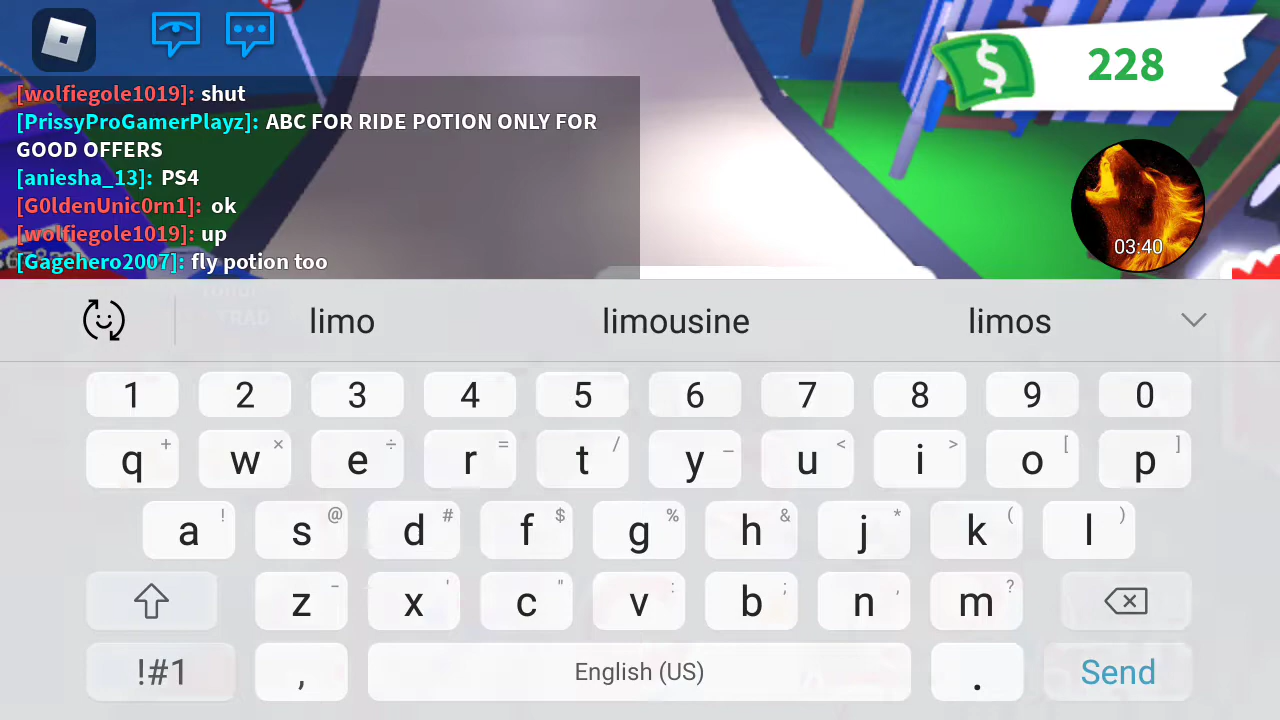 228
[wolfiegole1019]: shut
[PrissyProGamerPlayz]: ABC FOR RIDE POTION ONLY FOR
GOOD OFFERS
[aniesha_13]: PS4
[G0ldenUnic0rn1]: ok
[wolfiegole1019]: up
[Gagehero2007]: fly potion too
03:40
limo limousine limos
1 2 3 4 5 6 7 8 9 0
q + w × e ÷ r = t / y _ u < i > o [ p ]
a ! s @ d # f $ g % h & j * k ( l )
z - x ' c " v : b ; n , m ?
!#1 , English (US) . Send